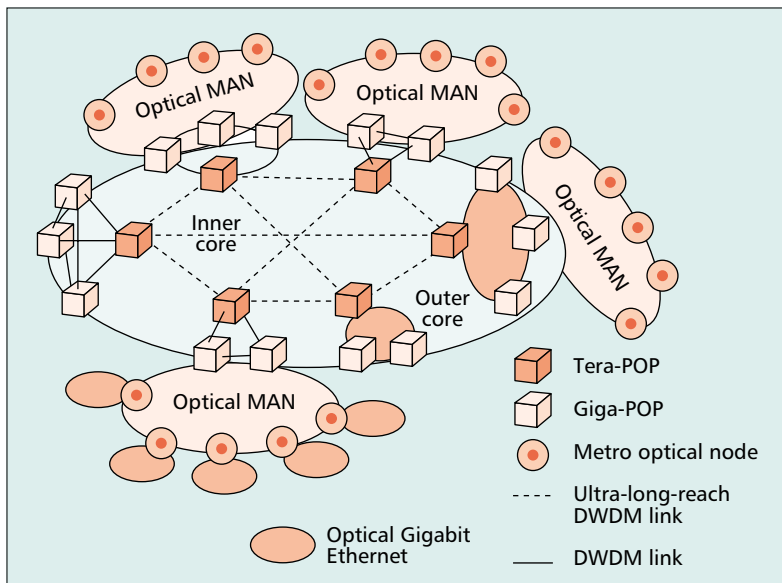 Optical MAN
Optical MAN
Optical MAN
Inner
core
Outer
core
Optical MAN
Tera-POP
Giga-POP
Metro optical node
Ultra-long-reach
DWDM link
Optical Gigabit
Ethernet
DWDM link